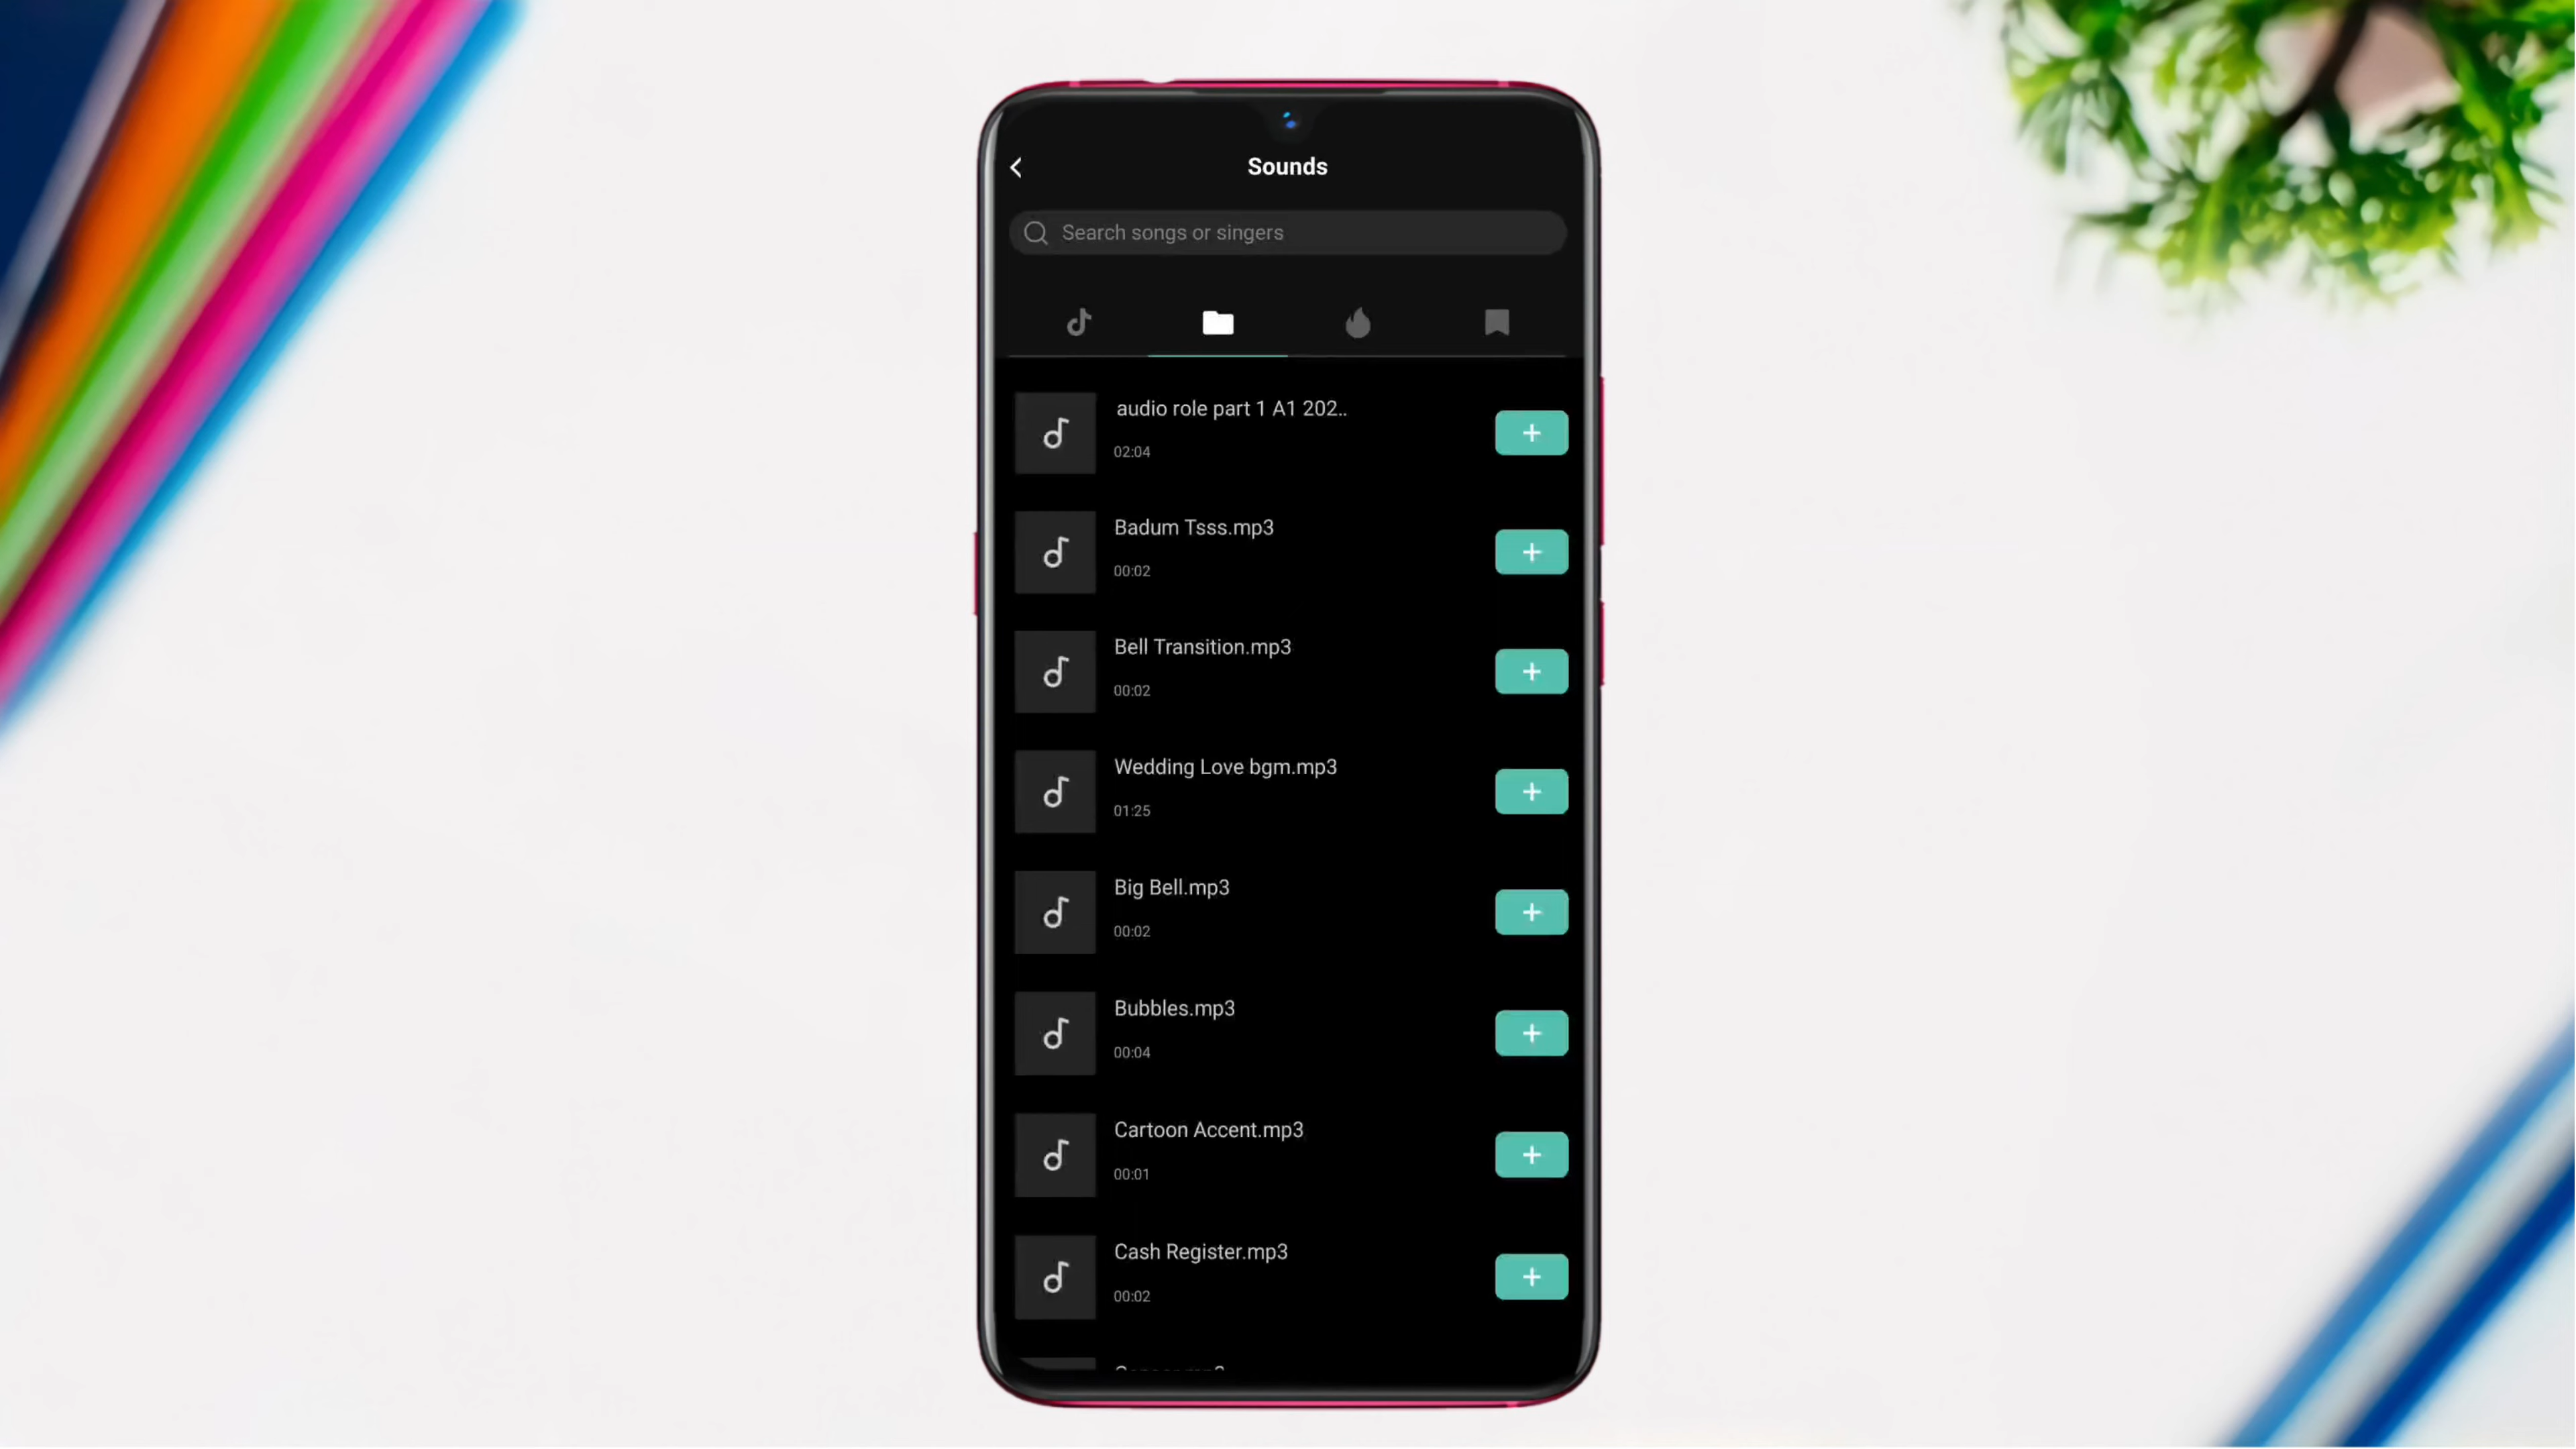 Sounds
Search songs or singers
audio role part 1 A1 202..
02:04
Badum Tsss.mp3
00:02
Bell Transition.mp3
00:02
Wedding Love bgm.mp3
01:25
Big Bell.mp3
00:02
Bubbles.mp3
00:04
Cartoon Accent.mp3
00:01
Cash Register.mp3
00:02